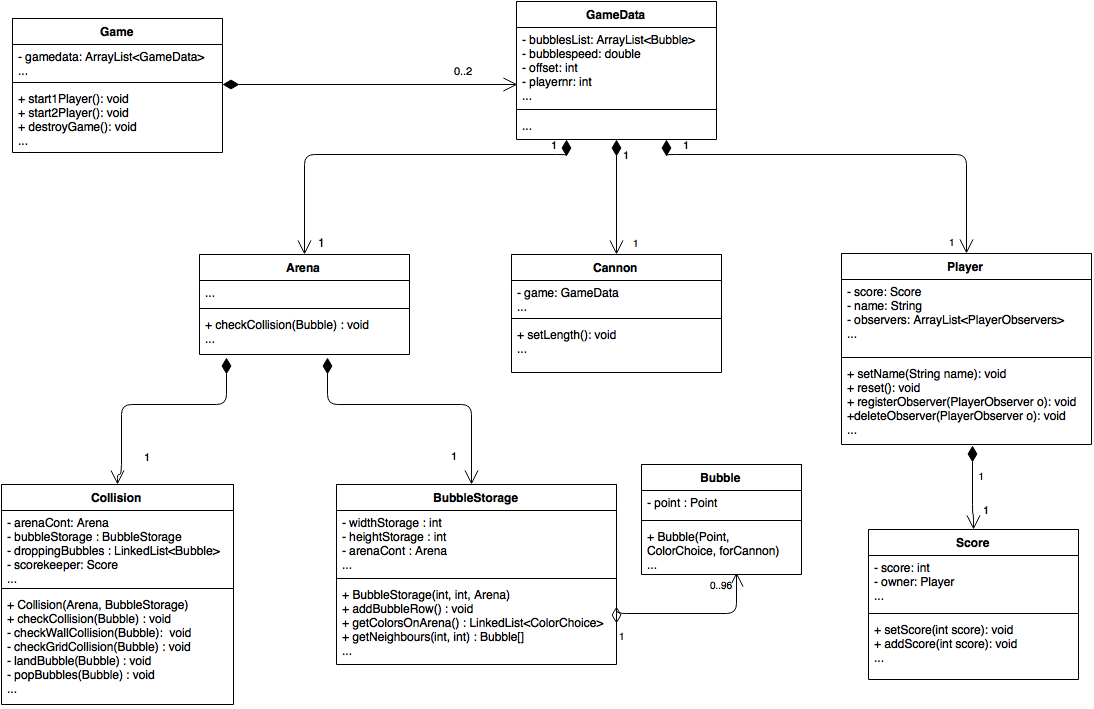 Game
- gamedata: ArrayList<GameData>
...
+ start1Player(): void
+ start2Player(): void
+ destroyGame(): void
...
0..2
GameData
- bubblesList: ArrayList<Bubble>
- bubblespeed: double
- offset: int
- playernr: int
...
...
1
1
1
1
1
1
Arena
...
+ checkCollision(Bubble) : void
...
Cannon
- game: GameData
...
+ setLength(): void
...
Player
- score: Score
- name: String
- observers: ArrayList<PlayerObservers>
...
+ setName(String name): void
+ reset(): void
+ registerObserver(PlayerObserver o): void
+deleteObserver(PlayerObserver o): void
...
1
1
1
1
Collision
- arenaCont: Arena
- bubbleStorage : BubbleStorage
- droppingBubbles : LinkedList<Bubble>
- scorekeeper: Score
...
+ Collision(Arena, BubbleStorage)
+ checkCollision(Bubble) : void
- checkWallCollision(Bubble): void
- checkGridCollision(Bubble) : void
- landBubble(Bubble) : void
- popBubbles(Bubble) : void
...
BubbleStorage
- widthStorage : int
- heightStorage : int
- arenaCont : Arena
...
+ BubbleStorage(int, int, Arena)
+ addBubbleRow() : void
+ getColorsOnArena() : LinkedList<ColorChoice>
+ getNeighbours(int, int) : Bubble[]
...
1
0..96
Bubble
- point : Point
+ Bubble(Point,
ColorChoice, forCannon)
...
Score
- score: int
- owner: Player
...
+ setScore(int score): void
+ addScore(int score): void
...